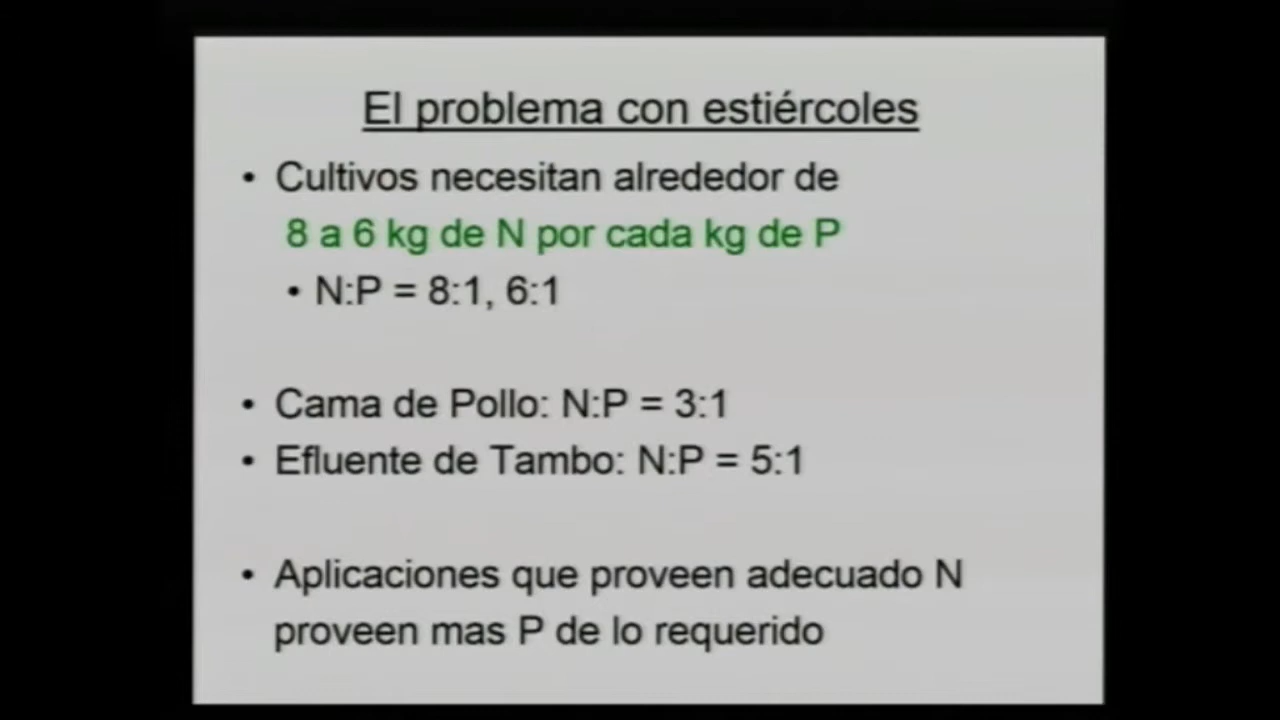 El problema con estiércoles
• Cultivos necesitan alrededor de
8 a 6 kg de N por cada kg de P
• N:P = 8:1, 6:1
• Cama de Pollo: N:P = 3:1
• Efluente de Tambo: N:P = 5:1
• Aplicaciones que proveen adecuado N
proveen mas P de lo requerido